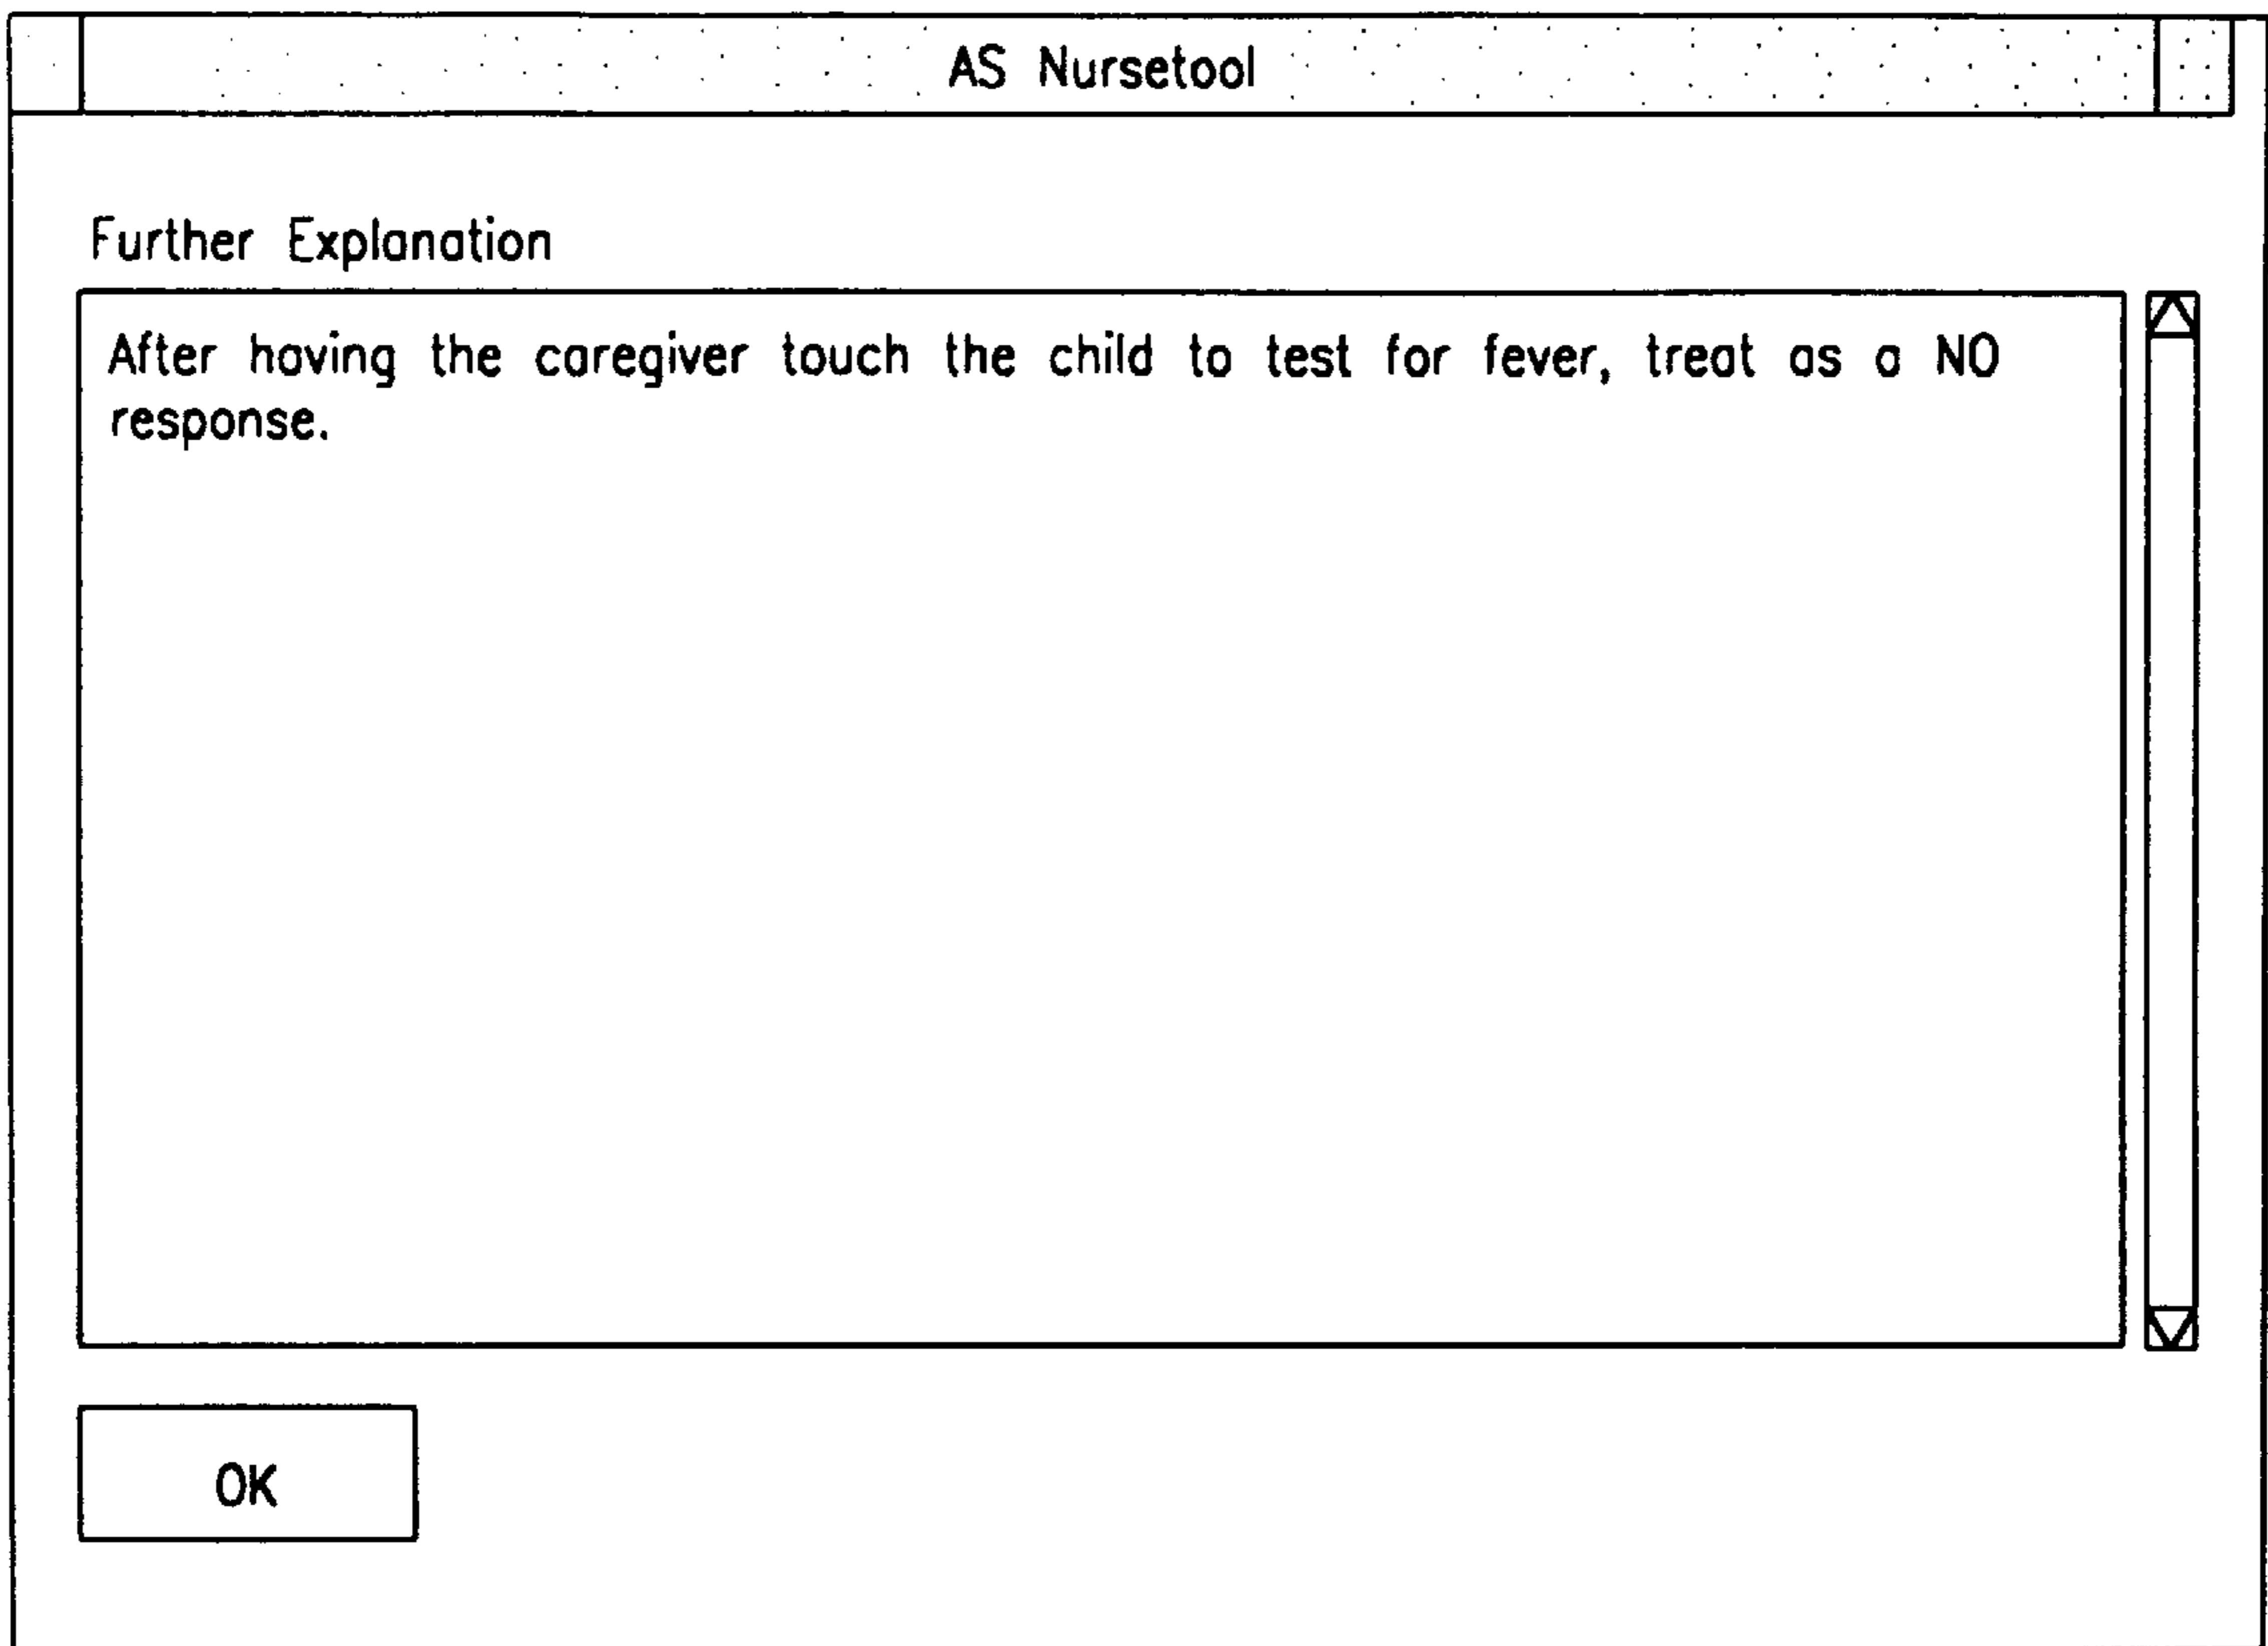 AS Nursetool
Further Explanation
After having the caregiver touch the child to test for fever, treat as a NO
response.
OK